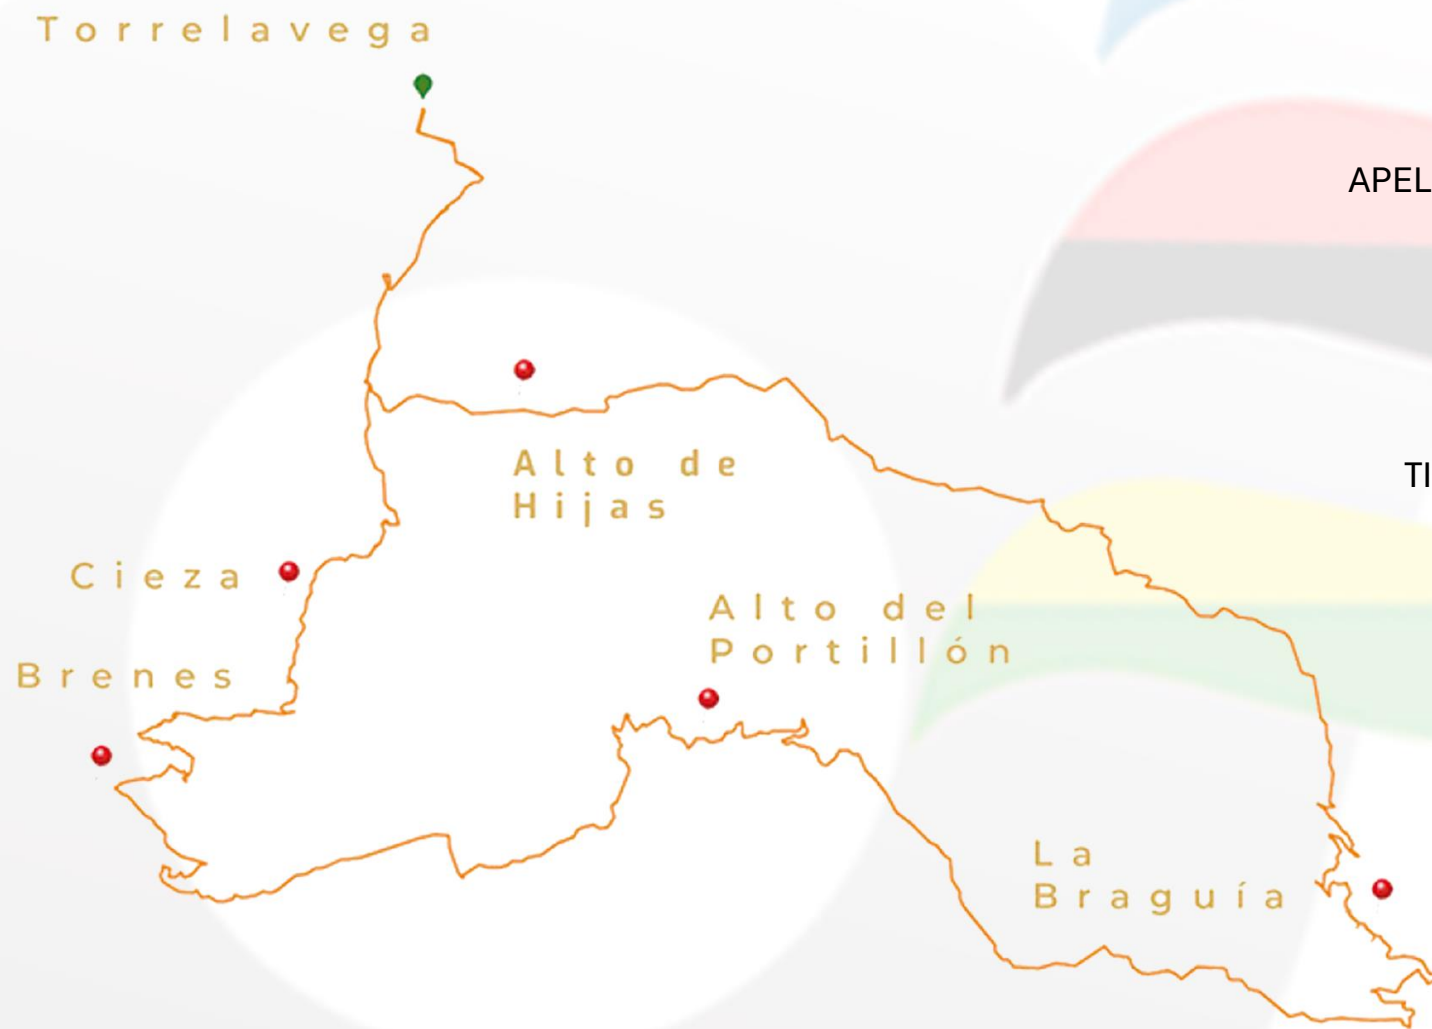 Torrelavega
APEL
Alto de
Hijas
TI
Cieza
Alto del
Portillón
Brenes
La
Braguía